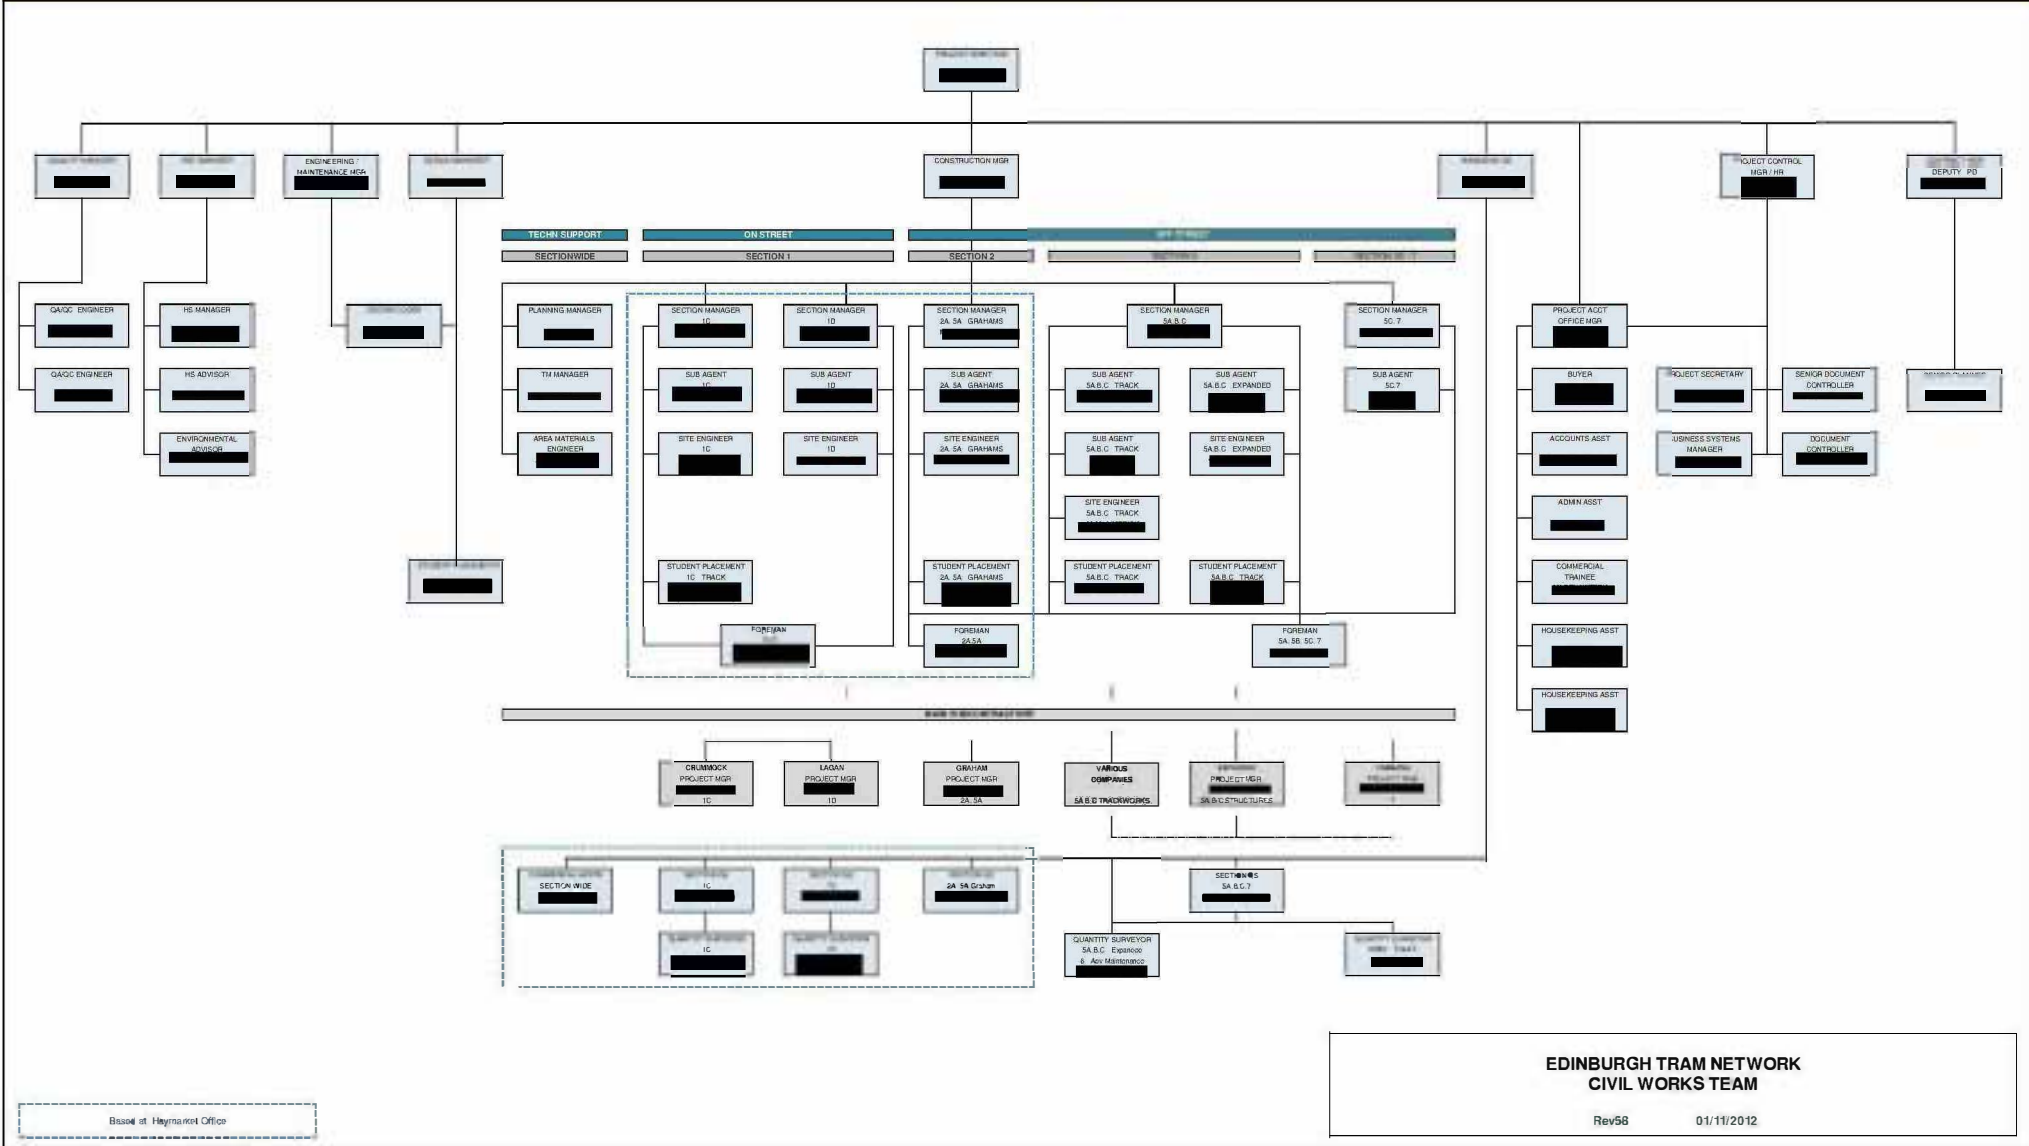 ENGINEERING /
MAINTENANCE MGR
CONSTRUCTION MGR
OJECT CONTROL
MGR / HR
DEPUTY PD
TECHN SUPPORT
ON STREET
SECTIONWIDE
SECTION 1
SECTION 2
QA/QC ENGINEER
HS MANAGER
PLANNING MANAGER
SECTION MANAGER
1C
SECTION MANAGER
1D
SECTION MANAGER
2A, 5A GRAHAMS
SECTION MANAGER
5A,B,C
SECTION MANAGER
5C, 7
PROJECT ACCT
OFFICE MGR
QA/QC ENGINEER
HS ADVISOR
TM MANAGER
SUB AGENT
1C
SUB AGENT
1D
SUB AGENT
2A, 5A GRAHAMS
SUB AGENT
5A,B,C TRACK
SUB AGENT
5A,B,C EXPANDED
SUB AGENT
5C,7
BUYER
OJECT SECRETARY
SENIOR DOCUMENT
CONTROLLER
ENVIRONMENTAL
ADVISOR
AREA MATERIALS
ENGINEER
SITE ENGINEER
1C
SITE ENGINEER
1D
SITE ENGINEER
2A, 5A GRAHAMS
SUB AGENT
5A,B,C TRACK
SITE ENGINEER
5A,B,C EXPANDED
ACCOUNTS ASST
USINESS SYSTEMS
MANAGER
DOCUMENT
CONTROLLER
SITE ENGINEER
5A,B,C TRACK
ADMIN ASST
STUDENT PLACEMENT
1C TRACK
STUDENT PLACEMENT
2A, 5A GRAHAMS
STUDENT PLACEMENT
5A,B,C TRACK
STUDENT PLACEMENT
5A,B,C TRACK
COMMERCIAL
TRAINEE
FOREMAN
FOREMAN
2A,5A
FOREMAN
5A, 5B, 5C, 7
HOUSEKEEPING ASST
HOUSEKEEPING ASST
CRUMMOCK
PROJECT MGR
1C
LAGAN
PROJECT MGR
1D
GRAHAM
PROJECT MGR
2A, 5A
VARIOUS
COMPANIES
5A,B,C TRACKWORKS
PROJECT MGR
5A,B,C STRUCTURES
SECTION WIDE
1C
2A, 5A Graham
SECTION QS
5A,B,C,7
1C
QUANTITY SURVEYOR
5A,B,C Expanded
& Adv Maintenance
EDINBURGH TRAM NETWORK
CIVIL WORKS TEAM
Rev58 01/11/2012
Based at Haymarket Office